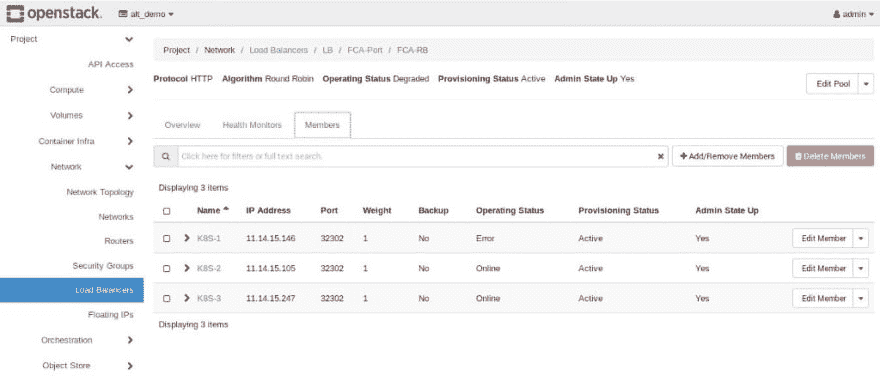 openstack. alt_demo admin
Project
API Access
Compute
Volumes
Container Infra
Network
Network Topology
Networks
Routers
Security Groups
Load Balancers
Floating IPs
Orchestration
Object Store
Project / Network / Load Balancers / LB / FCA-Port / FCA-RB
Protocol HTTP Algorithm Round Robin Operating Status Degraded Provisioning Status Active Admin State Up Yes Edit Pool
Overview Health Monitors Members
Click here for filters or full text search. Add/Remove Members Delete Members
Displaying 3 items
Name IP Address Port Weight Backup Operating Status Provisioning Status Admin State Up
K8S-1 11.14.15.146 32302 1 No Error Active Yes Edit Member
K8S-2 11.14.15.105 32302 1 No Online Active Yes Edit Member
K8S-3 11.14.15.247 32302 1 No Online Active Yes Edit Member
Displaying 3 items